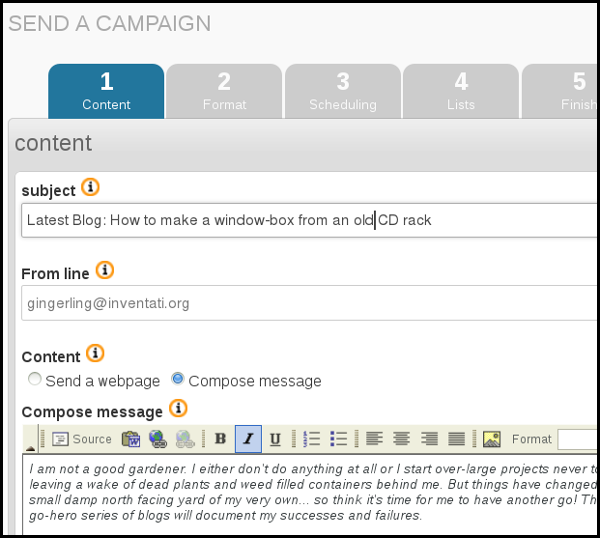 SEND A CAMPAIGN
1 2 3 4 5
Content Format Scheduling Lists Finish
content
subject
Latest Blog: How to make a window-box from an old CD rack
From line
gingerling@inventati.org
Content
Send a webpage Compose message
Compose message
Source B I U Format
I am not a good gardener. I either don't do anything at all or I start over-large projects never to
leaving a wake of dead plants and weed filled containers behind me. But things have changed
small damp north facing yard of my very own... so think it's time for me to have another go! Th
go-hero series of blogs will document my successes and failures.